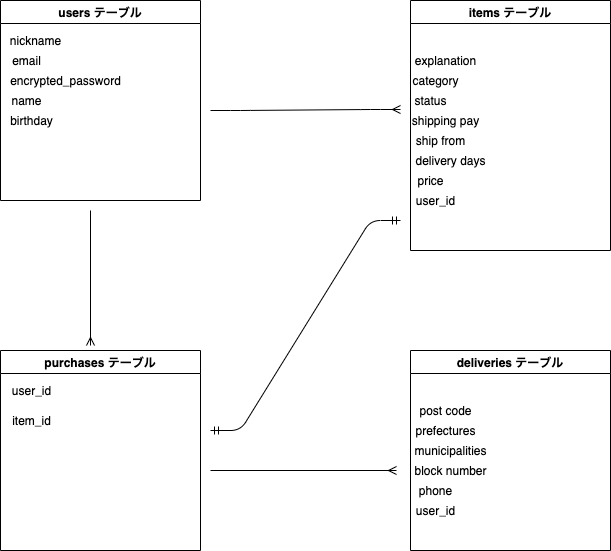 users テーブル
nickname
email
encrypted_password
name
birthday
items テーブル
explanation
category
status
shipping pay
ship from
delivery days
price
user_id
purchases テーブル
user_id
item_id
deliveries テーブル
post code
prefectures
municipalities
block number
phone
user_id